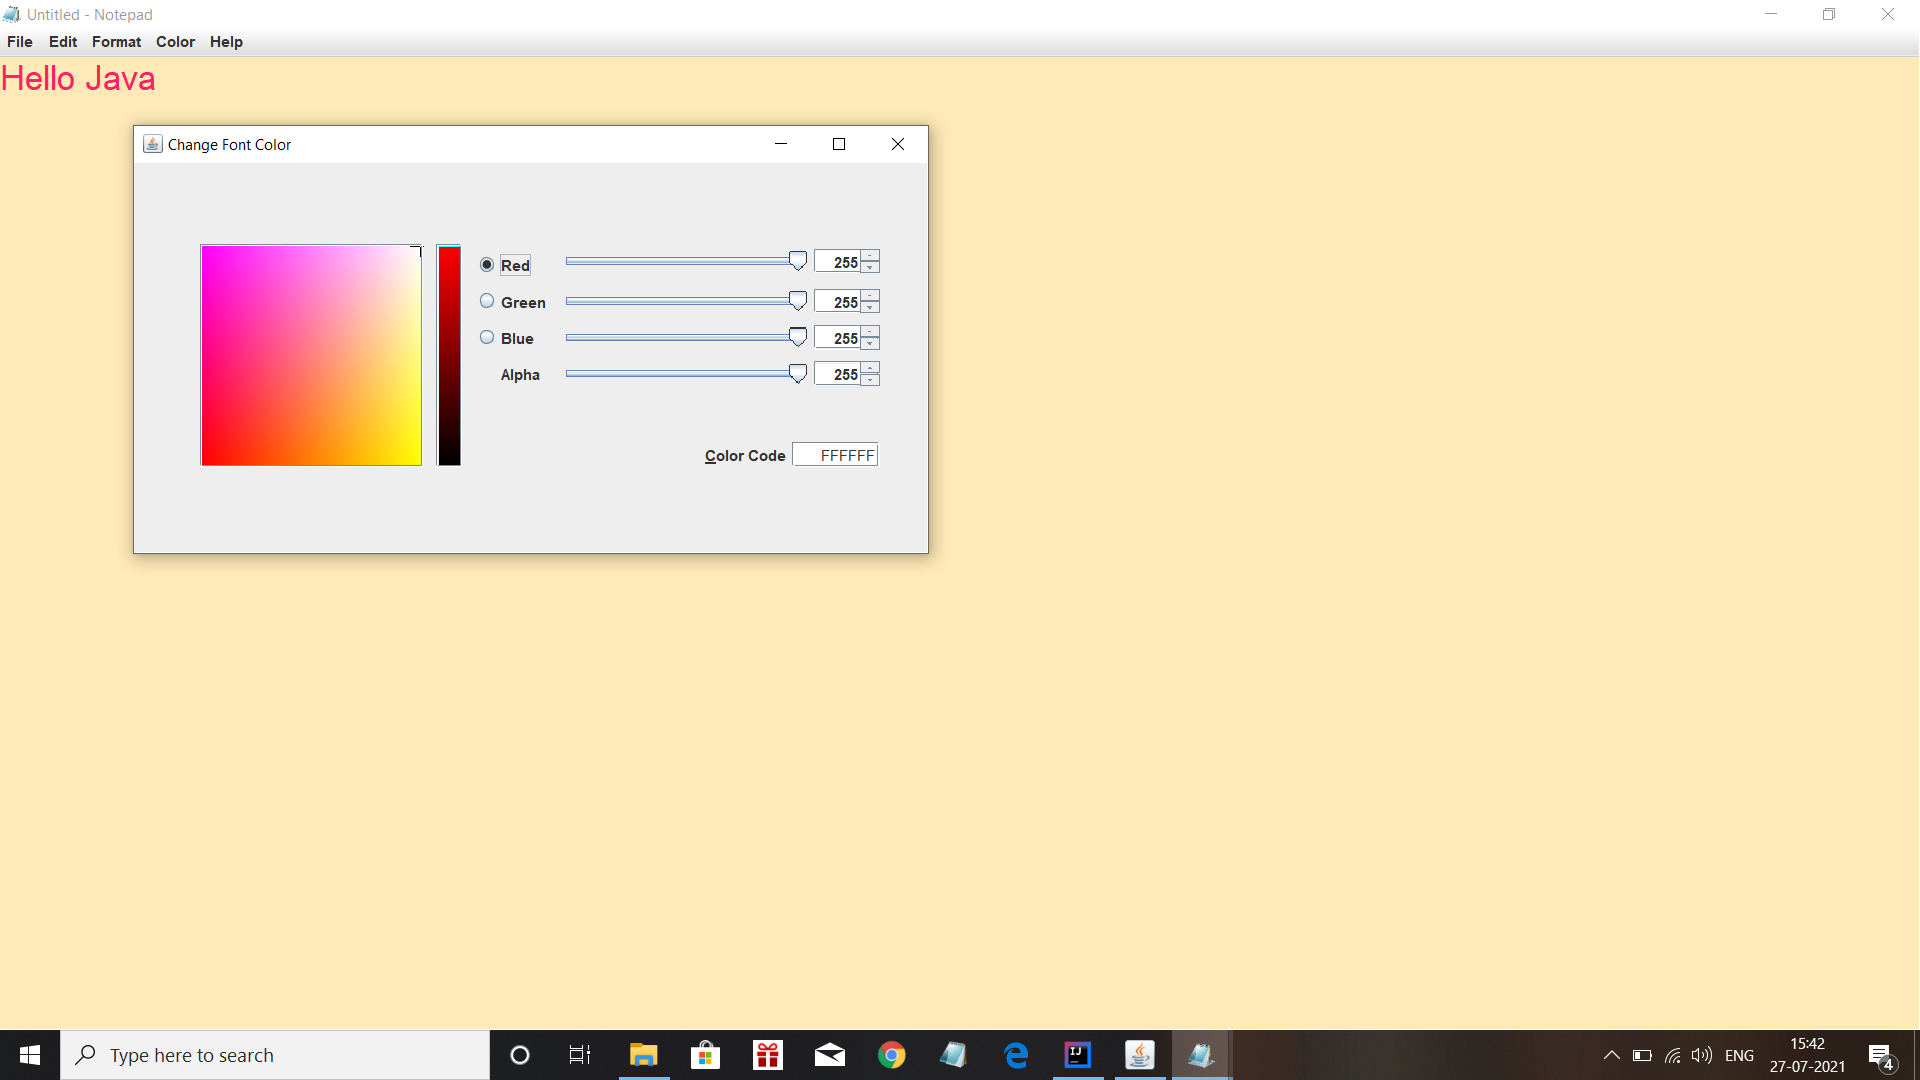 Untitled - Notepad
File Edit Format Color Help
Hello Java
Change Font Color
Red 255
Green 255
Blue 255
Alpha 255
Color Code FFFFFF
Type here to search
IJ
ENG
15:42
27-07-2021
4